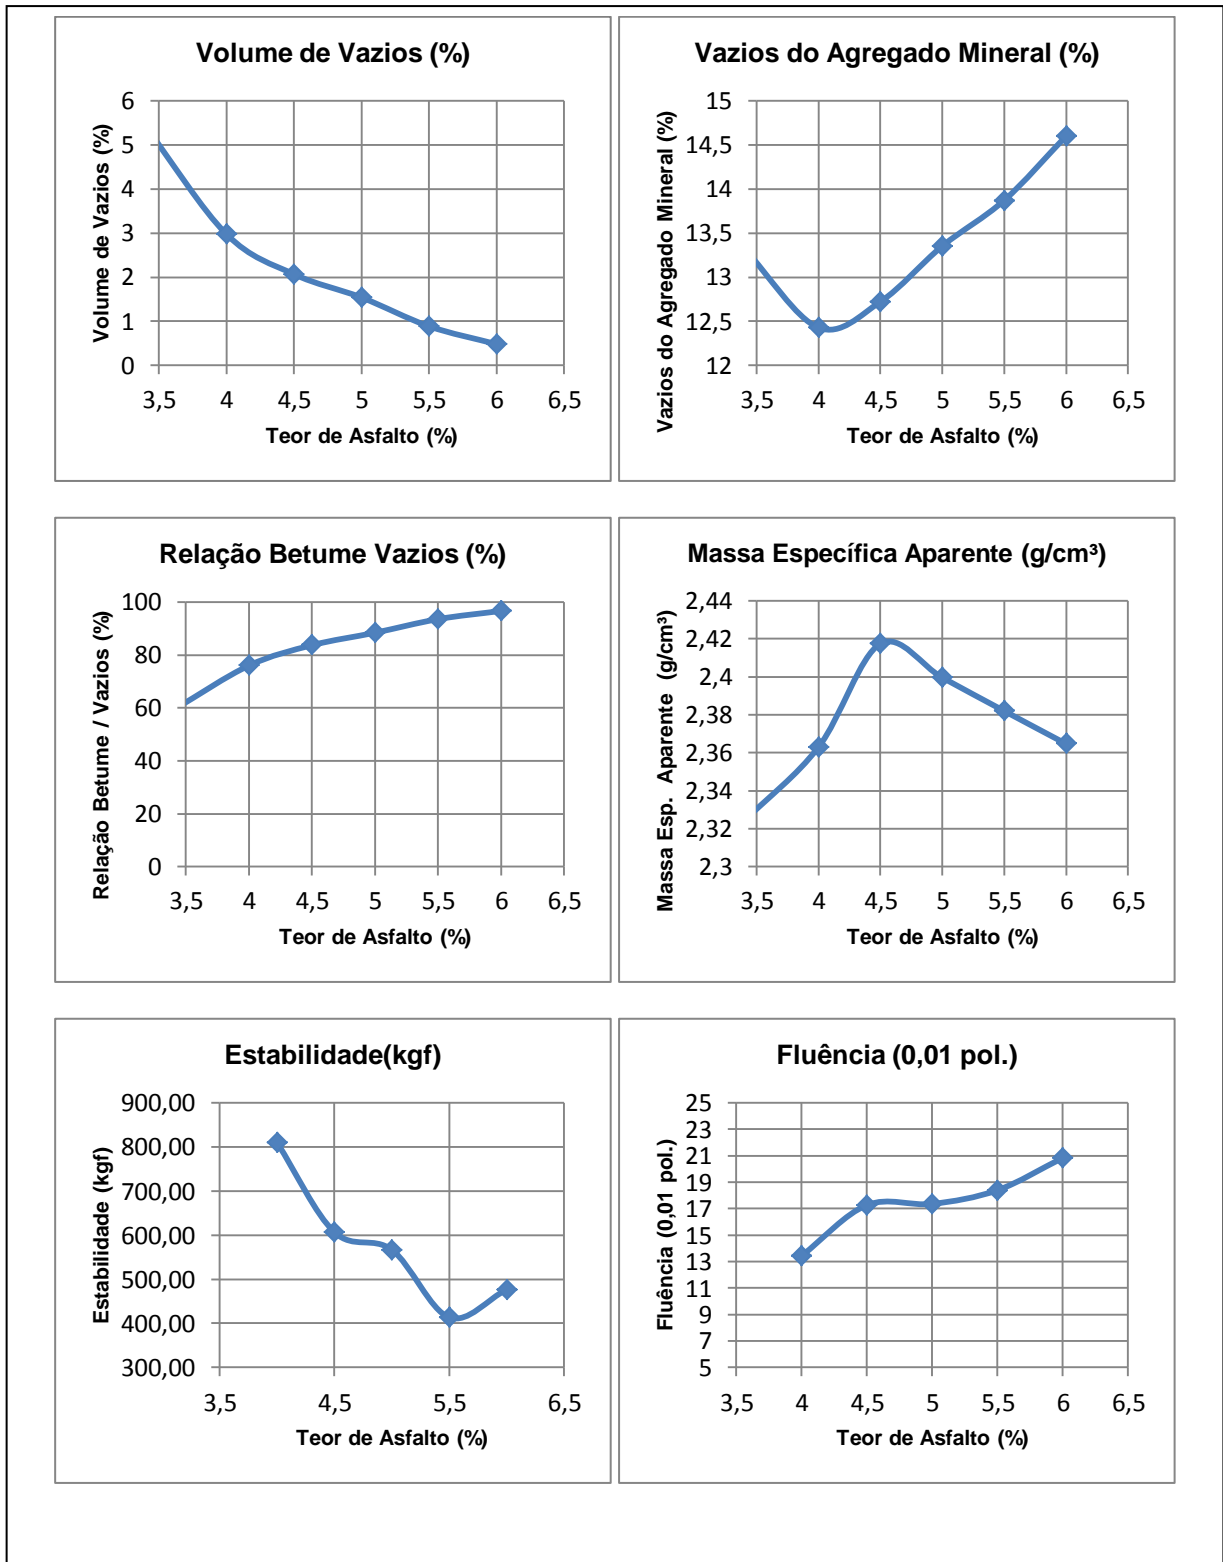 Volume de Vazios (%)
Volume de Vazios (%)
6
5
4
3
2
1
0
3,5 4 4,5 5 5,5 6 6,5
Teor de Asfalto (%)
Vazios do Agregado Mineral (%)
Vazios do Agregado Mineral (%)
15
14,5
14
13,5
13
12,5
12
3,5 4 4,5 5 5,5 6 6,5
Teor de Asfalto (%)
Relação Betume Vazios (%)
Relação Betume / Vazios (%)
100
80
60
40
20
0
3,5 4 4,5 5 5,5 6 6,5
Teor de Asfalto (%)
Massa Específica Aparente (g/cm³)
Massa Esp. Aparente (g/cm³)
2,44
2,42
2,4
2,38
2,36
2,34
2,32
2,3
3,5 4 4,5 5 5,5 6 6,5
Teor de Asfalto (%)
Estabilidade(kgf)
Estabilidade (kgf)
900,00
800,00
700,00
600,00
500,00
400,00
300,00
3,5 4,5 5,5 6,5
Teor de Asfalto (%)
Fluência (0,01 pol.)
Fluência (0,01 pol.)
25
23
21
19
17
15
13
11
9
7
5
3,5 4 4,5 5 5,5 6 6,5
Teor de Asfalto (%)